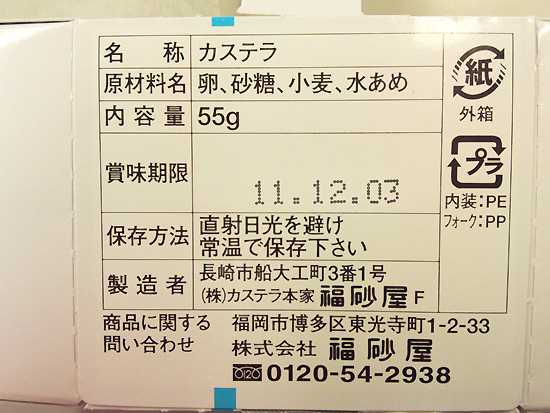 名 称 カステラ
原材料名 卵、砂糖、小麦、水あめ
内容量 55g
賞味期限 11.12.03
保存方法 直射日光を避け
常温で保存下さい
製造者 長崎市船大工町3番1号
(株)カステラ本家 福砂屋 F
商品に関する 福岡市博多区東光寺町1-2-33
問い合わせ 株式会社 福砂屋
0120-54-2938
紙
外箱
プラ
内装:PE
フォーク:PP